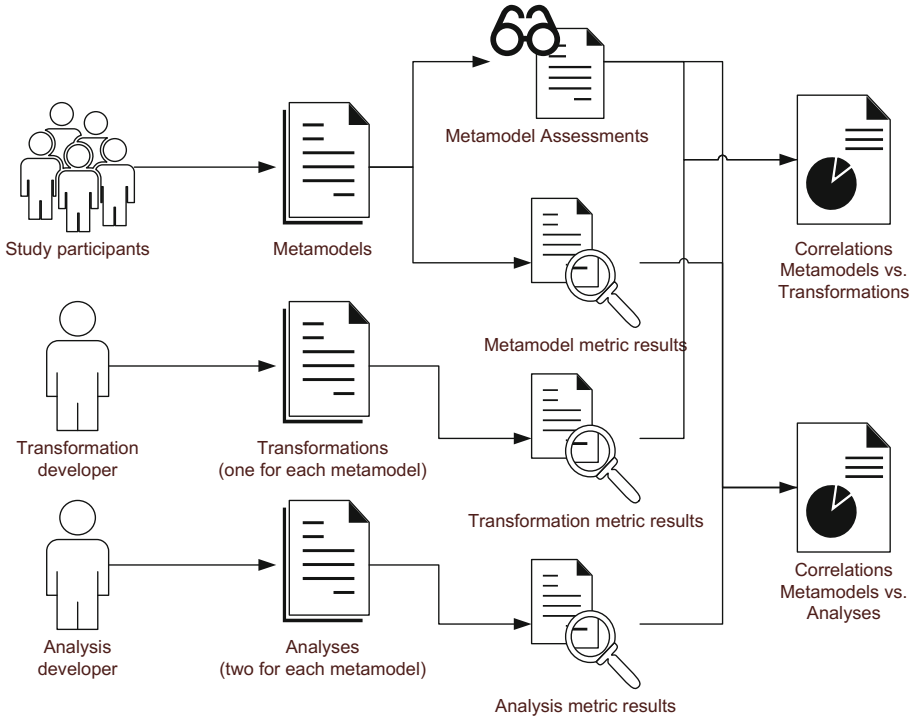 Metamodel Assessments
Study participants
Metamodels
Correlations
Metamodels vs.
Transformations
Metamodel metric results
Transformation
developer
Transformations
(one for each metamodel)
Transformation metric results
Correlations
Metamodels vs.
Analyses
Analysis
developer
Analyses
(two for each metamodel)
Analysis metric results